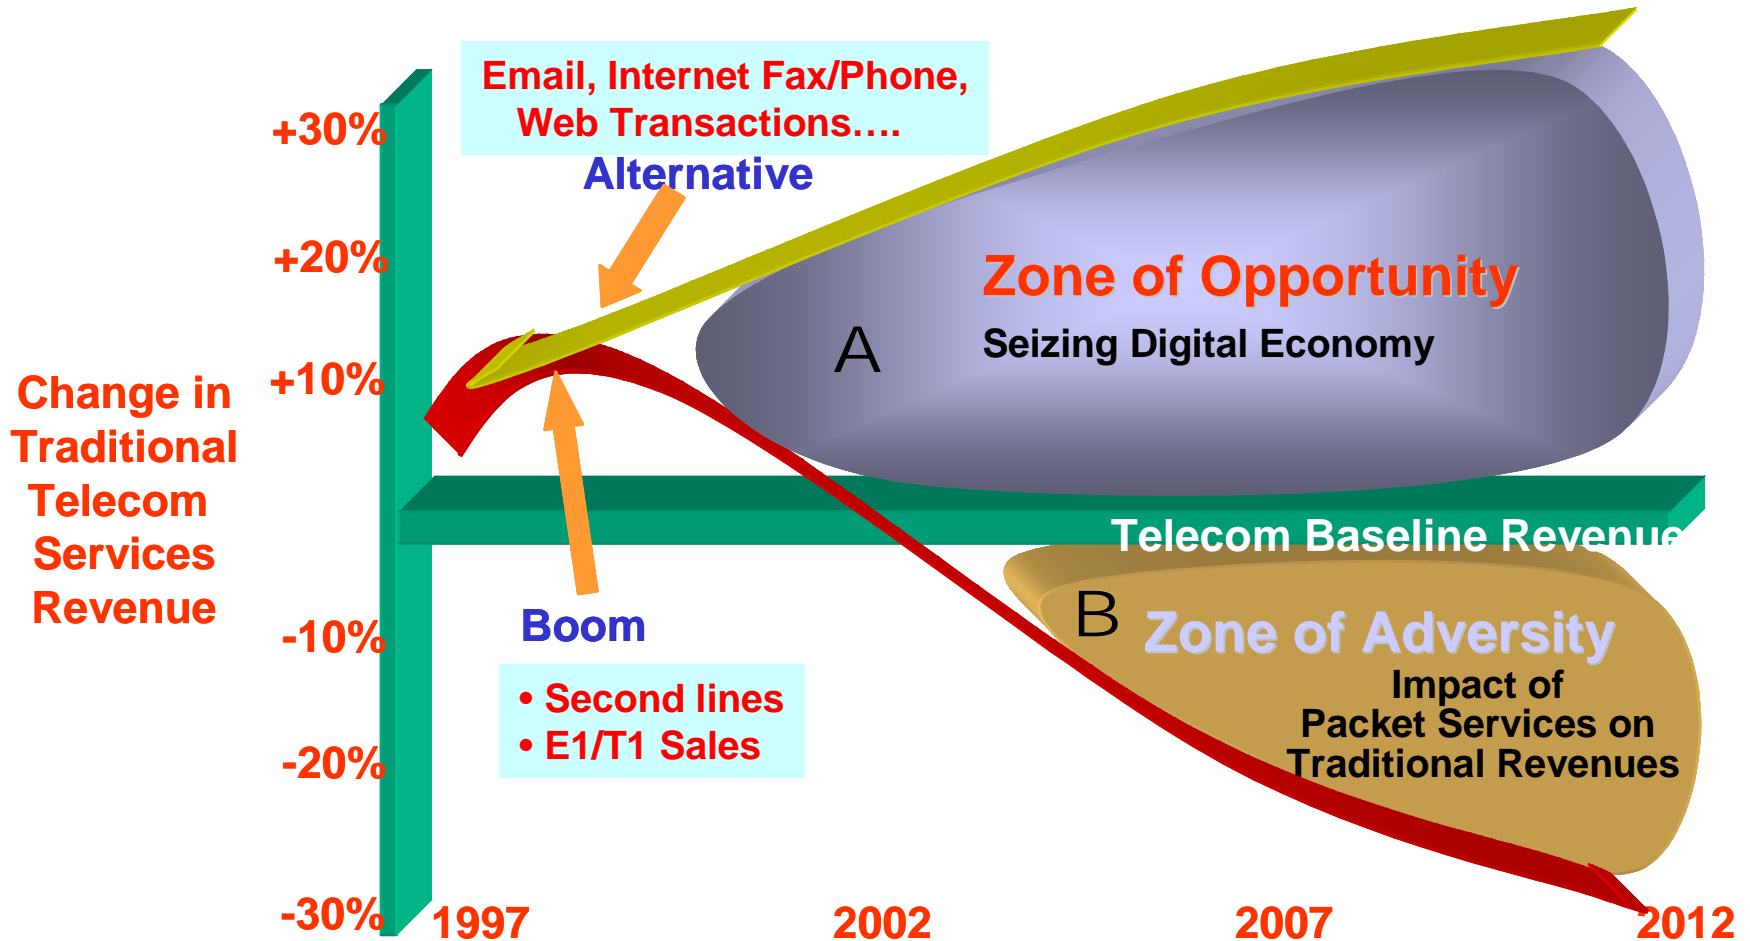 Email, Internet Fax/Phone,
Web Transactions….
Alternative
+30%
+20%
+10%
-10%
-20%
-30%
Change in
Traditional
Telecom
Services
Revenue
A
Zone of Opportunity
Seizing Digital Economy
Telecom Baseline Revenue
B
Zone of Adversity
Impact of
Packet Services on
Traditional Revenues
Boom
• Second lines
• E1/T1 Sales
1997
2002
2007
2012